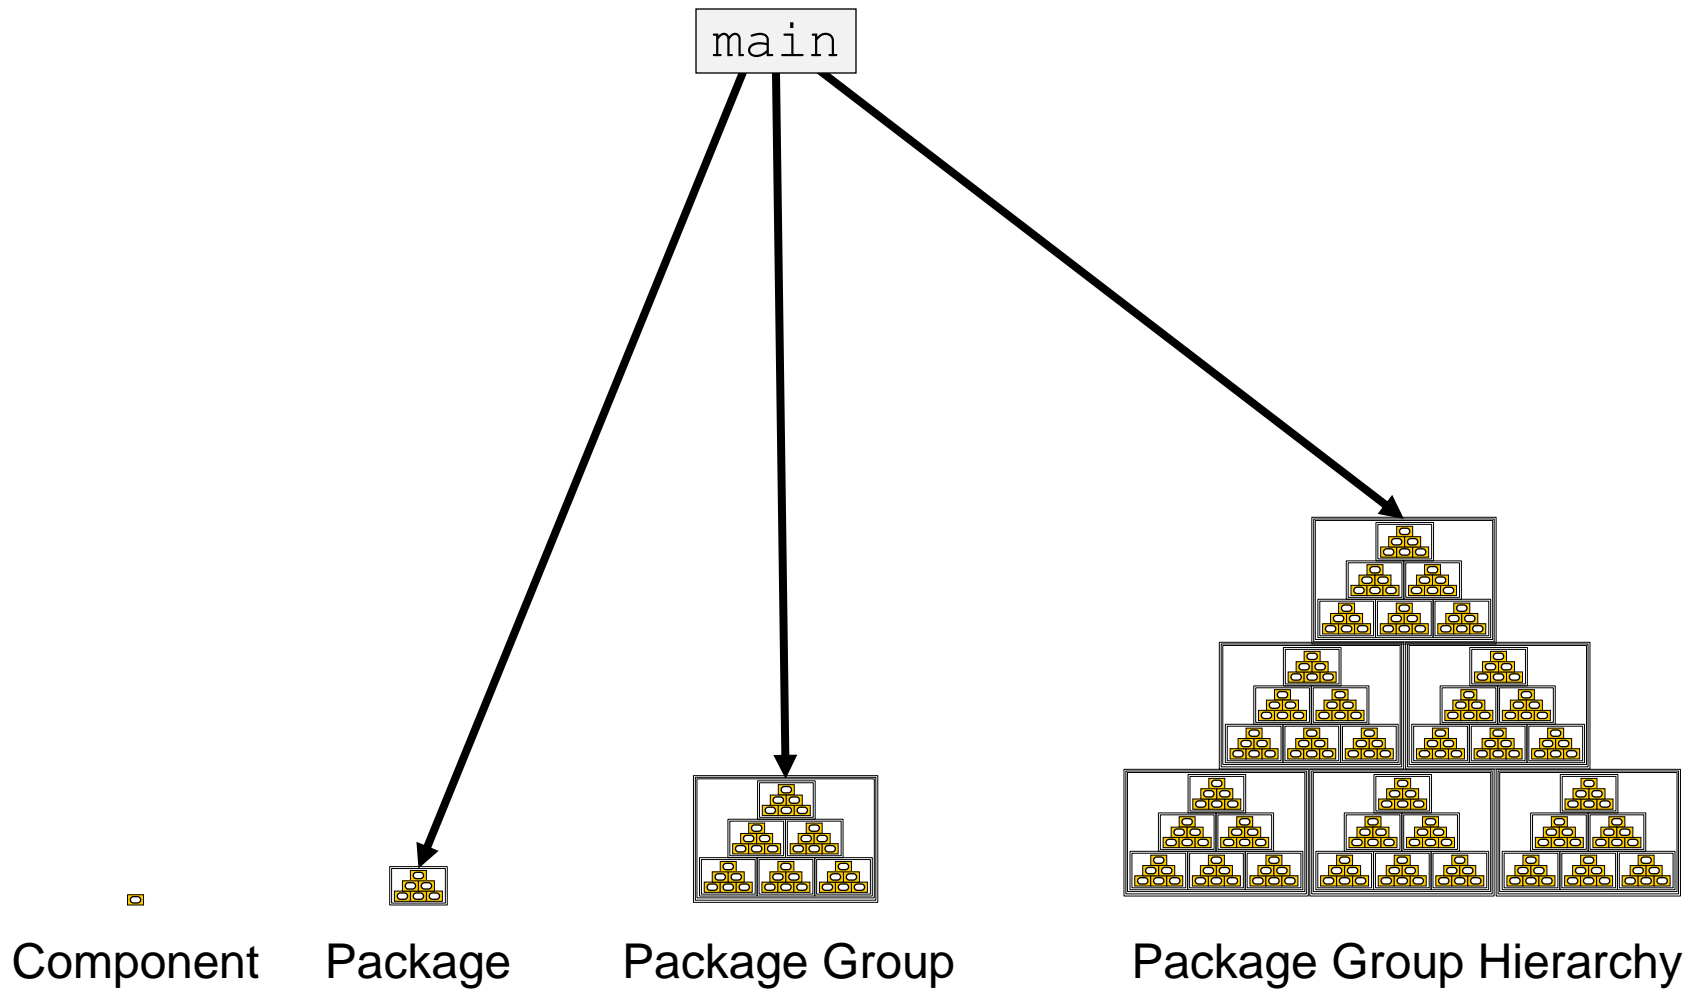 main
Component
Package
Package Group
Package Group Hierarchy